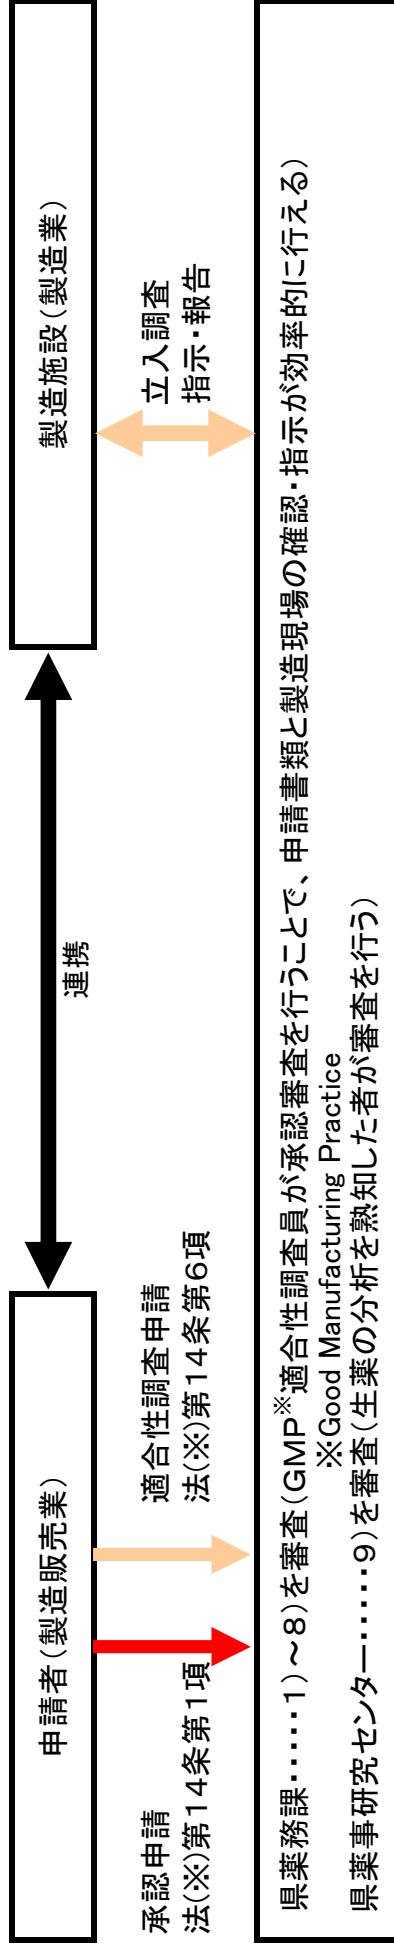 申請者(製造販売業)
連携
製造施設(製造業)
承認申請
法(※)第14条第1項
適合性調査申請
法(※)第14条第6項
立入調査
指示・報告
県薬務課・・・・・1)～8)を審査(GMP※適合性調査員が承認審査を行うことで、申請書類と製造現場の確認・指示が効率的に行える)
※Good Manufacturing Practice
県薬事研究センター・・・・・9)を審査(生薬の分析を熟知した者が審査を行う)